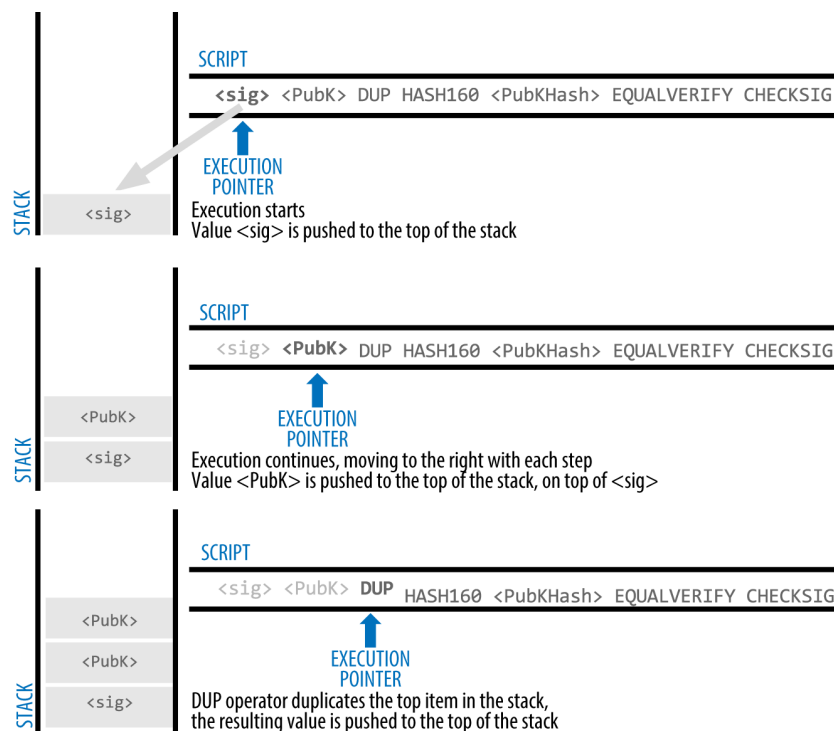 SCRIPT
<sig> <PubK> DUP HASH160 <PubKHash> EQUALVERIFY CHECKSIG
EXECUTION
POINTER
STACK
<sig>
Execution starts
Value <sig> is pushed to the top of the stack
SCRIPT
<sig> <PubK> DUP HASH160 <PubKHash> EQUALVERIFY CHECKSIG
EXECUTION
POINTER
STACK
<PubK>
<sig>
Execution continues, moving to the right with each step
Value <PubK> is pushed to the top of the stack, on top of <sig>
SCRIPT
<sig> <PubK> DUP HASH160 <PubKHash> EQUALVERIFY CHECKSIG
EXECUTION
POINTER
STACK
<PubK>
<PubK>
<sig>
DUP operator duplicates the top item in the stack,
the resulting value is pushed to the top of the stack